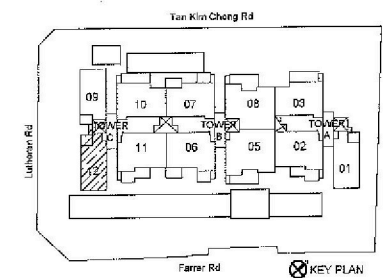 Tan Kim Cheng Rd
Lutheran Rd
09
10
07
08
03
TOWER
C
TOWER
B
TOWER
A
12
11
06
05
02
01
Farrer Rd
KEY PLAN